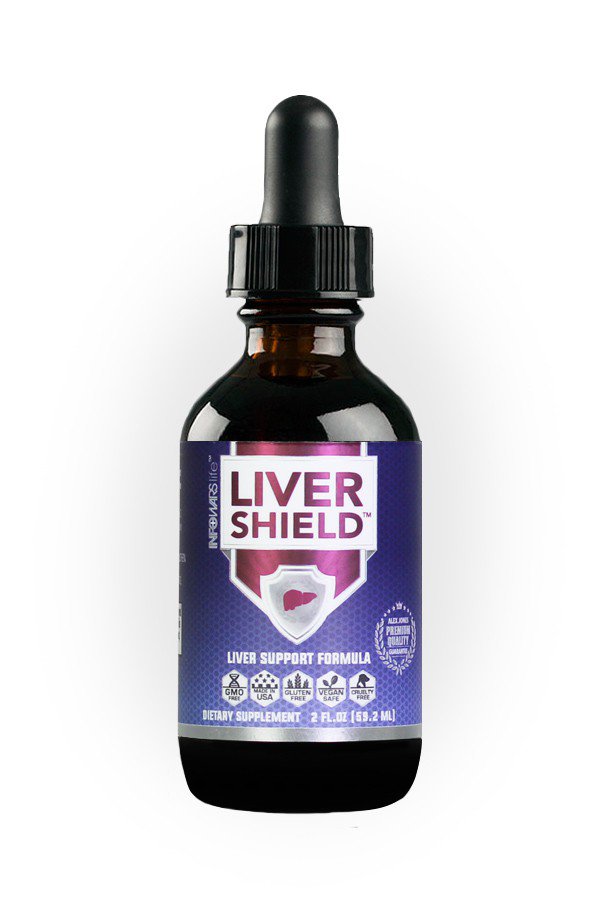 INFOWARS life
LIVER
SHIELD™
ALEX JONES
PREMIUM
QUALITY
GUARANTEE
LIVER SUPPORT FORMULA
GMO
FREE
MADE IN
USA
GLUTEN
FREE
VEGAN
SAFE
CRUELTY
FREE
DIETARY SUPPLEMENT 2 FL.OZ (59.2 ML)